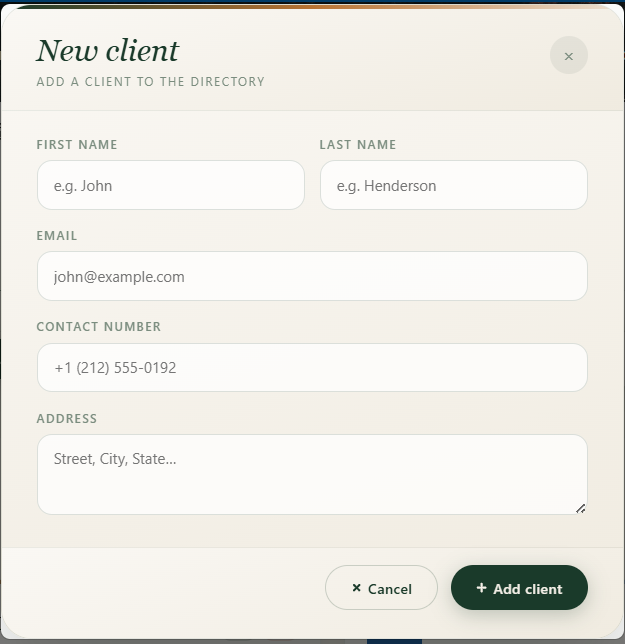 New client
ADD A CLIENT TO THE DIRECTORY
×
FIRST NAME
LAST NAME
e.g. John
e.g. Henderson
EMAIL
john@example.com
CONTACT NUMBER
+1 (212) 555-0192
ADDRESS
Street, City, State...
× Cancel
+ Add client